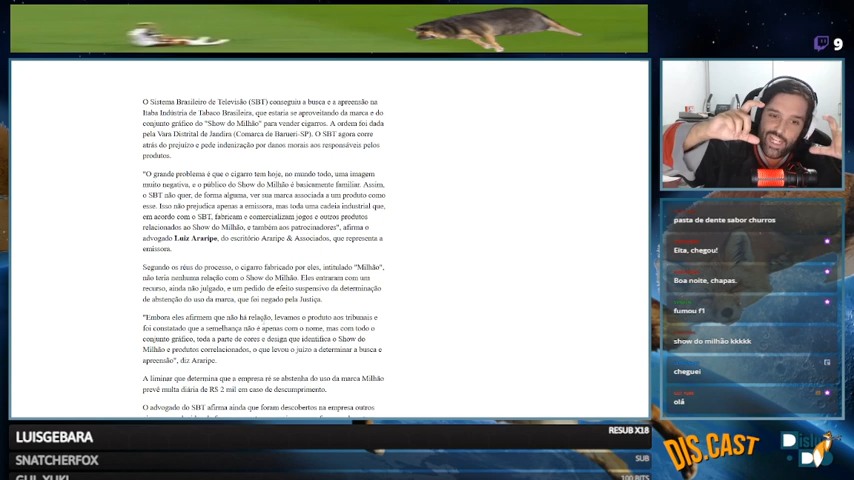 9
O Sistema Brasileiro de Televisão (SBT) conseguiu a busca e a apreensão na
Itaba Indústria de Tabaco Brasileira, que estaria se aproveitando da marca e do
conjunto gráfico do "Show do Milhão" para vender cigarros. A ordem foi dada
pela Vara Distrital de Jandira (Comarca de Barueri-SP). O SBT agora corre
atrás do prejuízo e pede indenização por danos morais aos responsáveis pelos
produtos.
"O grande problema é que o cigarro tem hoje, no mundo todo, uma imagem
muito negativa, e o público do Show do Milhão é basicamente familiar. Assim,
o SBT não quer, de forma alguma, ver sua marca associada a um produto como
esse. Isso não prejudica apenas a emissora, mas toda uma cadeia industrial que,
em acordo com o SBT, fabricam e comercializam jogos e outros produtos
relacionados ao Show do Milhão, e também aos patrocinadores", afirma o
advogado Luiz Araripe, do escritório Araripe & Associados, que representa a
emissora.
Segundo os réus do processo, o cigarro fabricado por eles, intitulado "Milhão",
não teria nenhuma relação com o Show do Milhão. Eles entraram com um
recurso, ainda não julgado, e um pedido de efeito suspensivo da determinação
de abstenção do uso da marca, que foi negado pela Justiça.
"Embora eles afirmem que não há relação, levamos o produto aos tribunais e
foi constatado que a semelhança não é apenas com o nome, mas com todo o
conjunto gráfico, toda a parte de cores e design que identifica o Show do
Milhão e produtos correlacionados, o que levou o juízo a determinar a busca e
apreensão", diz Araripe.
A liminar que determina que a empresa ré se abstenha do uso da marca Milhão
prevê multa diária de R$ 2 mil em caso de descumprimento.
O advogado do SBT afirma ainda que foram descobertos na empresa outros
pasta de dente sabor churros
Eita, chegou!
Boa noite, chapas.
fumou f1
show do milhão kkkkk
cheguei
olá
LUISGEBARA
RESUB X18
SNATCHERFOX
SUB
100 BITS
DIS.CAST